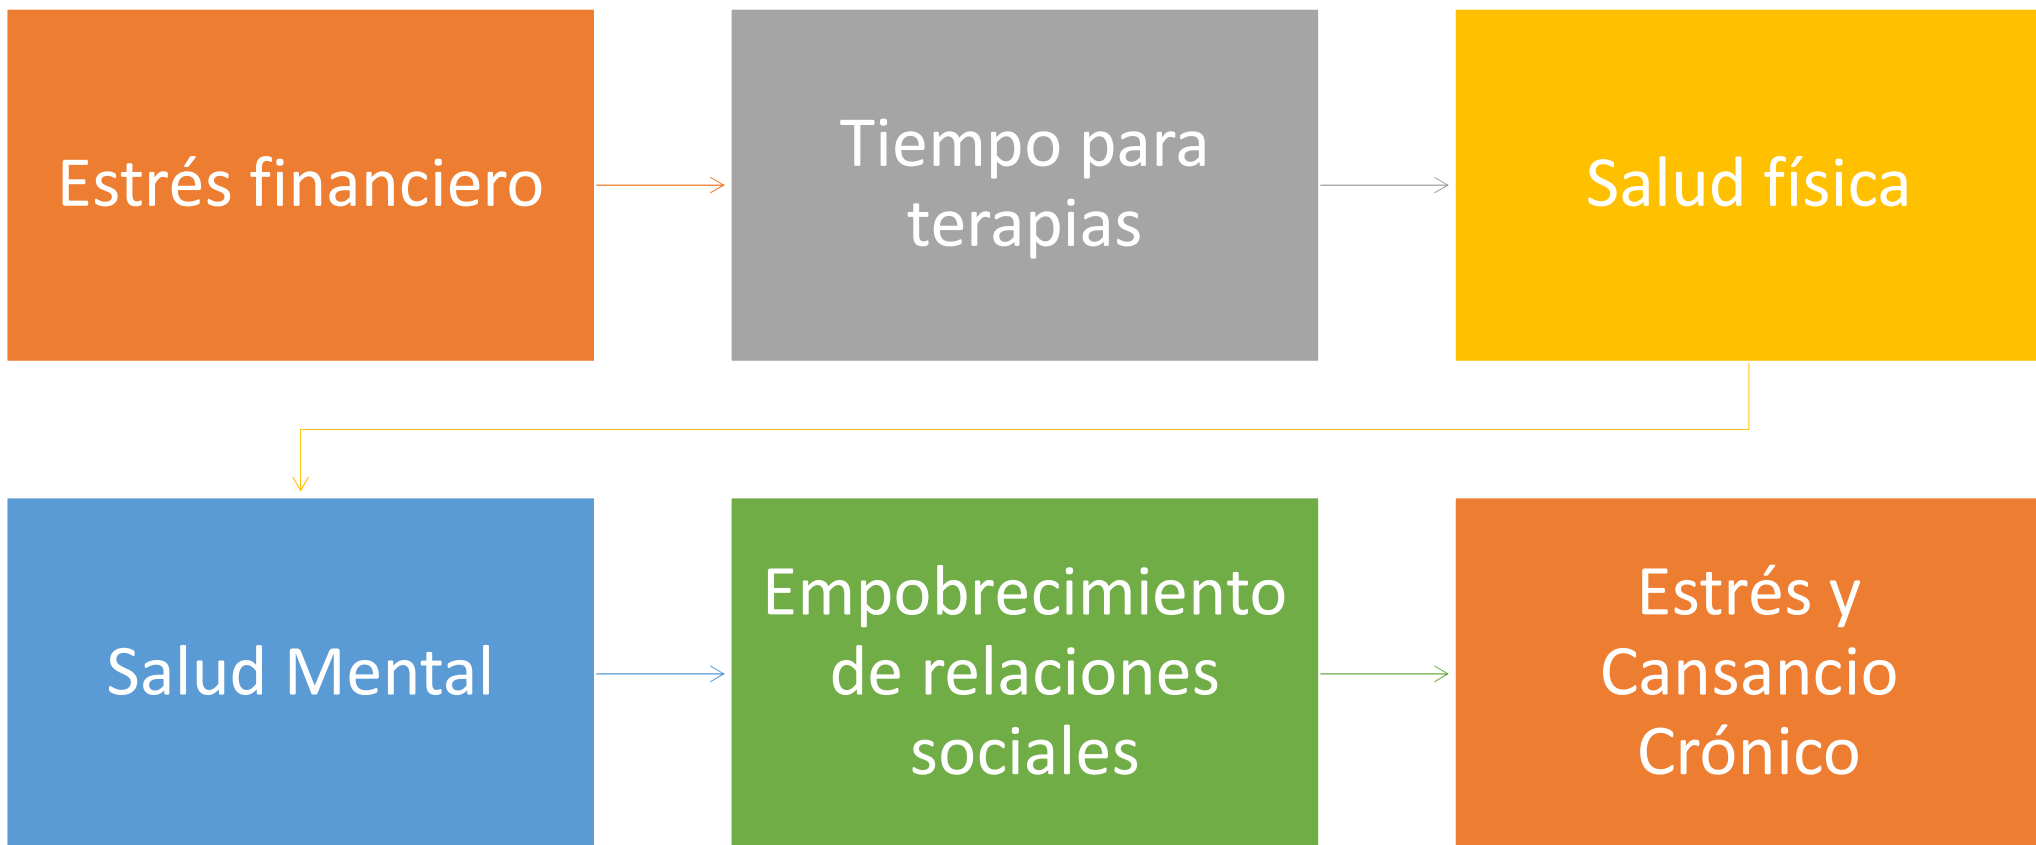 Estrés financiero
Tiempo para
terapias
Salud física
Salud Mental
Empobrecimiento
de relaciones
sociales
Estrés y
Cansancio
Crónico